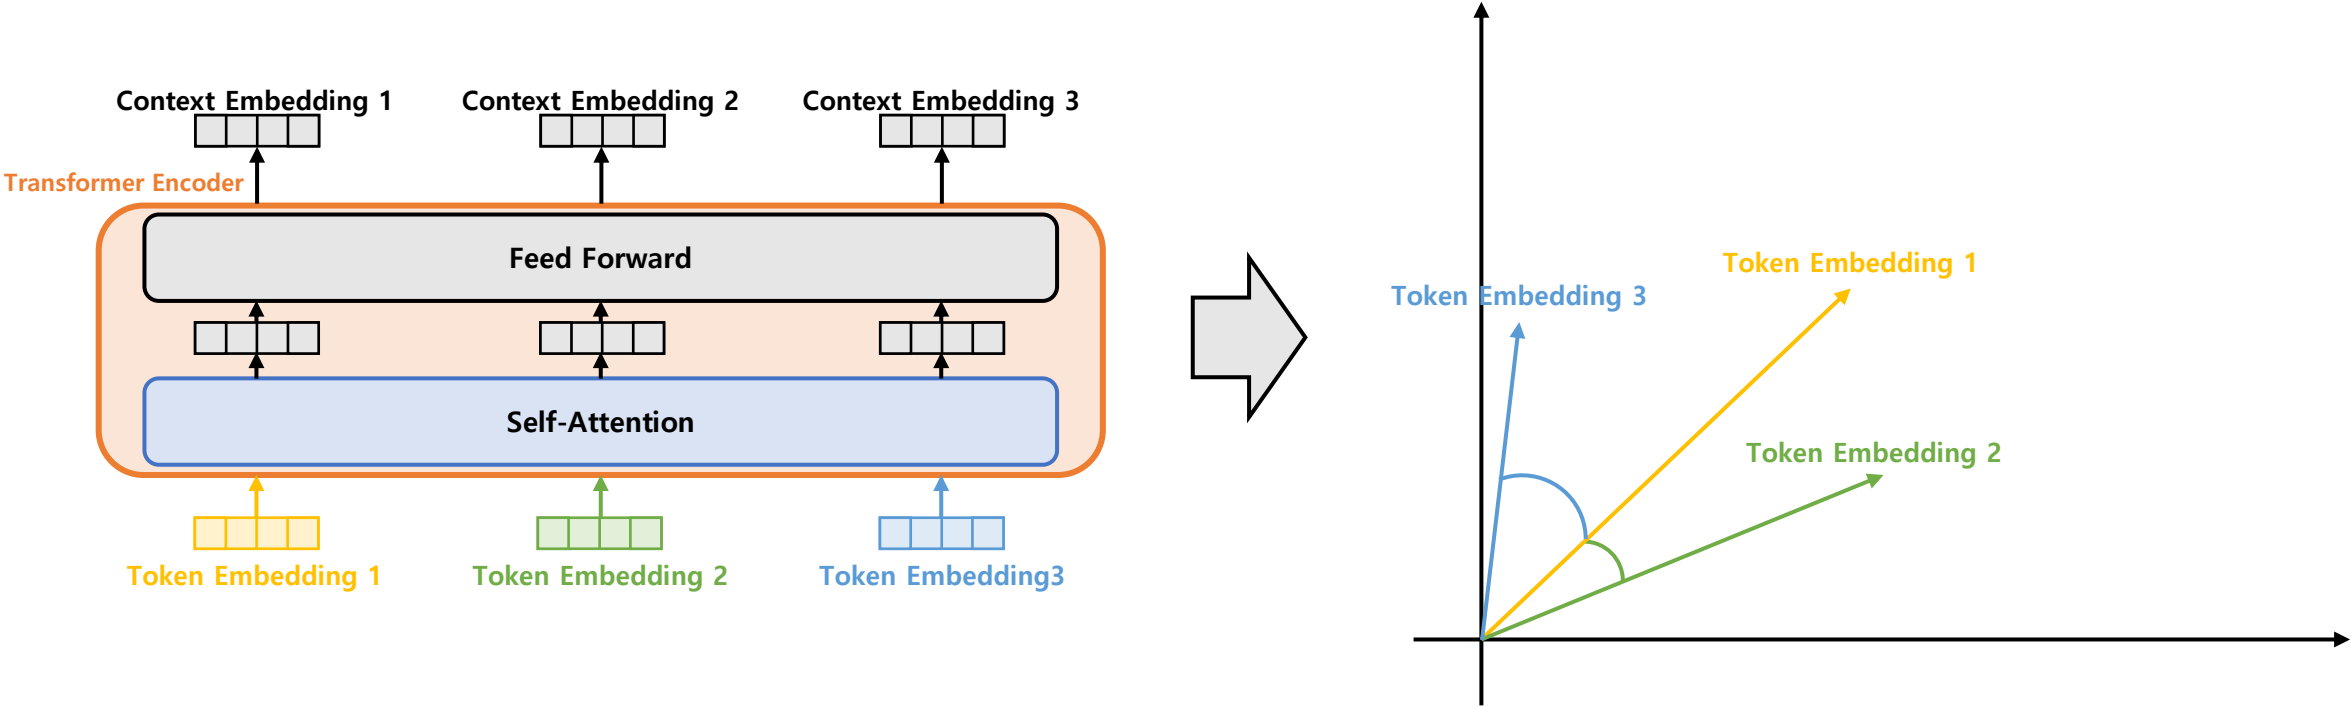 Context Embedding 1
Context Embedding 2
Context Embedding 3
Transformer Encoder
Feed Forward
Self-Attention
Token Embedding 1
Token Embedding 2
Token Embedding3
Token Embedding 1
Token Embedding 3
Token Embedding 2